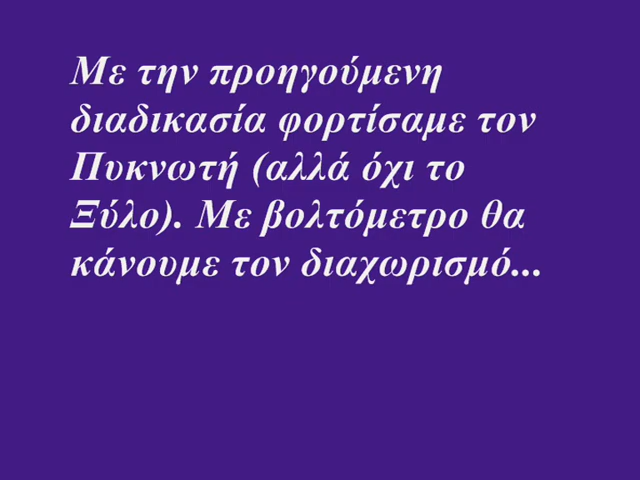 Με την προηγούμενη
διαδικασία φορτίσαμε τον
Πυκνωτή (αλλά όχι το
Ξύλο). Με βολτόμετρο θα
κάνουμε τον διαχωρισμό...